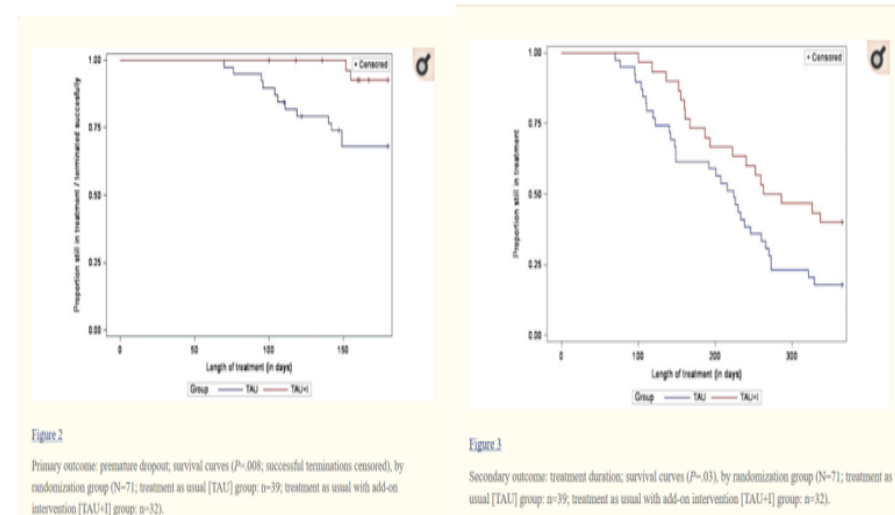 1.00
+ Censored
0.75
0.50
0.25
0.00
Proportion still in treatment / terminated successfully
0 50 100 150
Length of treatment (in days)
Group TAU TAU+I
Figure 2
Primary outcome: premature dropout; survival curves (P=.008; successful terminations censored), by
randomization group (N=71; treatment as usual [TAU] group: n=39; treatment as usual with add-on
intervention [TAU+I] group: n=32).
1.00
+ Censored
0.75
0.50
0.25
0.00
Proportion still in treatment
0 100 200 300
Length of treatment (in days)
Group TAU TAU+I
Figure 3
Secondary outcome: treatment duration; survival curves (P=.03), by randomization group (N=71; treatment as
usual [TAU] group: n=39; treatment as usual with add-on intervention [TAU+I] group: n=32).